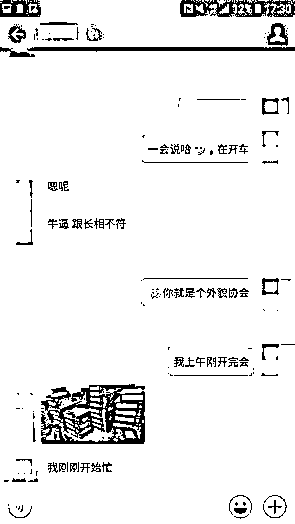 92% 17:30
一会说哈，在开车
嗯呢
牛逼 跟长相不符
你就是个外貌协会
我上午刚开完会
我刚刚开始忙